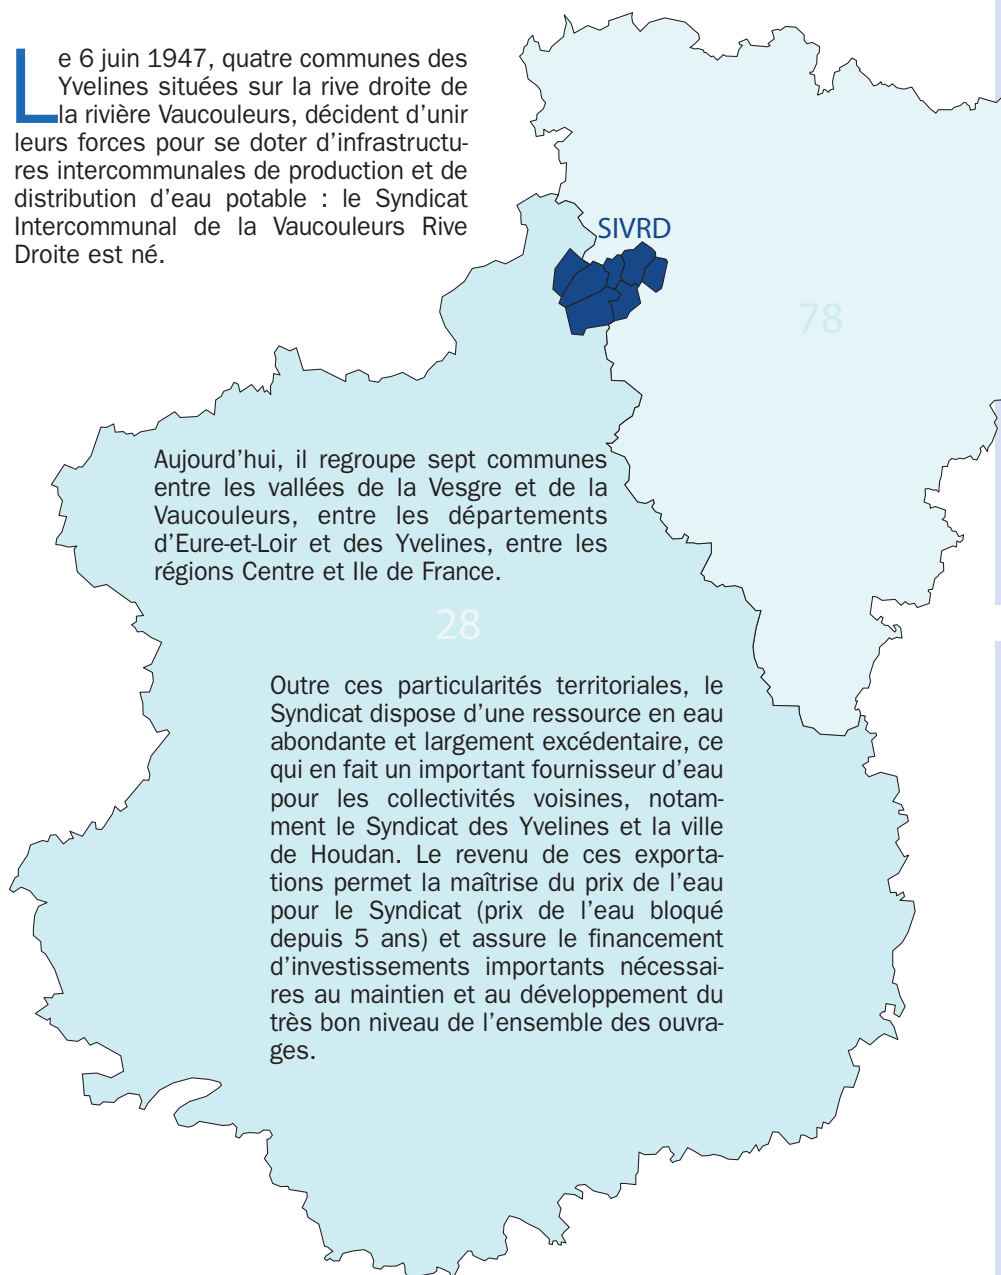 Le 6 juin 1947, quatre communes des
Yvelines situées sur la rive droite de
la rivière Vaucouleurs, décident d'unir
leurs forces pour se doter d'infrastructu-
res intercommunales de production et de
distribution d'eau potable : le Syndicat
Intercommunal de la Vaucouleurs Rive
Droite est né.
SIVRD
78
Aujourd'hui, il regroupe sept communes
entre les vallées de la Vesgre et de la
Vaucouleurs, entre les départements
d'Eure-et-Loir et des Yvelines, entre les
régions Centre et Ile de France.
28
Outre ces particularités territoriales, le
Syndicat dispose d'une ressource en eau
abondante et largement excédentaire, ce
qui en fait un important fournisseur d'eau
pour les collectivités voisines, notam-
ment le Syndicat des Yvelines et la ville
de Houdan. Le revenu de ces exporta-
tions permet la maîtrise du prix de l'eau
pour le Syndicat (prix de l'eau bloqué
depuis 5 ans) et assure le financement
d'investissements importants nécessai-
res au maintien et au développement du
très bon niveau de l'ensemble des ouvra-
ges.